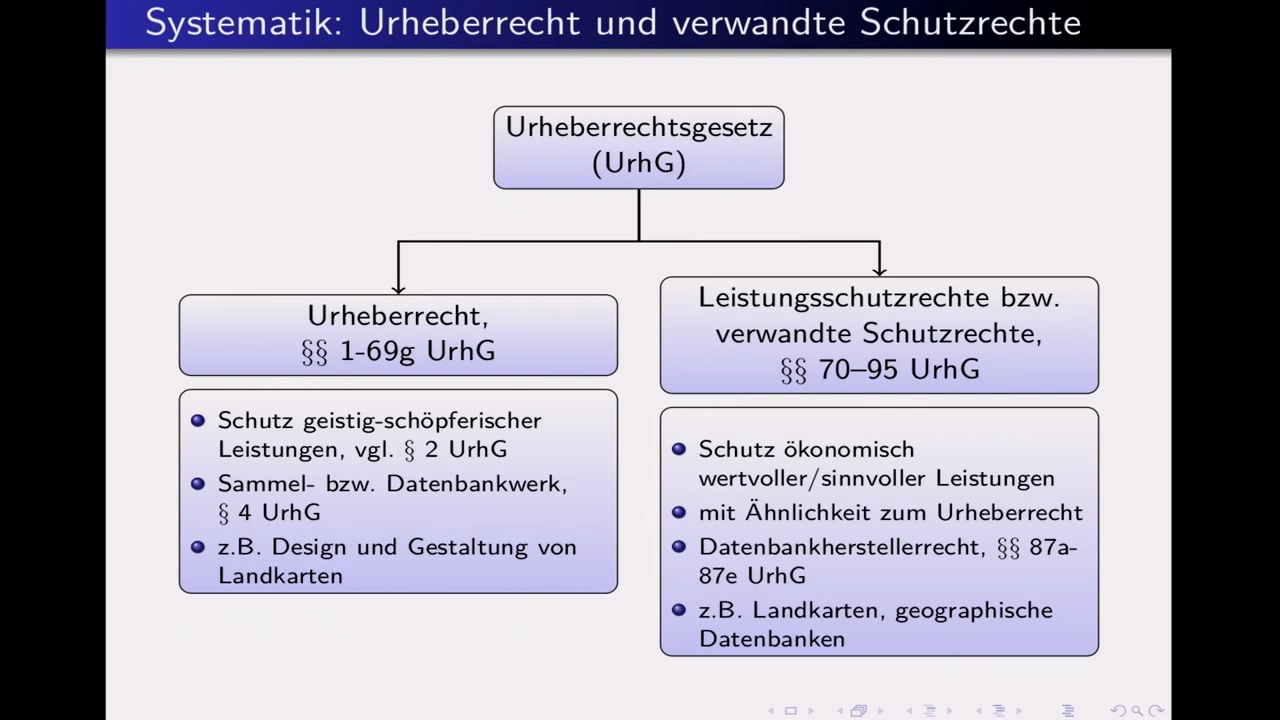 Systematik: Urheberrecht und verwandte Schutzrechte
Urheberrechtsgesetz
(UrhG)
Urheberrecht,
§§ 1-69g UrhG
Schutz geistig-schöpferischer
Leistungen, vgl. § 2 UrhG
Sammel- bzw. Datenbankwerk,
§ 4 UrhG
z.B. Design und Gestaltung von
Landkarten
Leistungsschutzrechte bzw.
verwandte Schutzrechte,
§§ 70–95 UrhG
Schutz ökonomisch
wertvoller/sinnvoller Leistungen
mit Ähnlichkeit zum Urheberrecht
Datenbankherstellerrecht, §§ 87a-
87e UrhG
z.B. Landkarten, geographische
Datenbanken